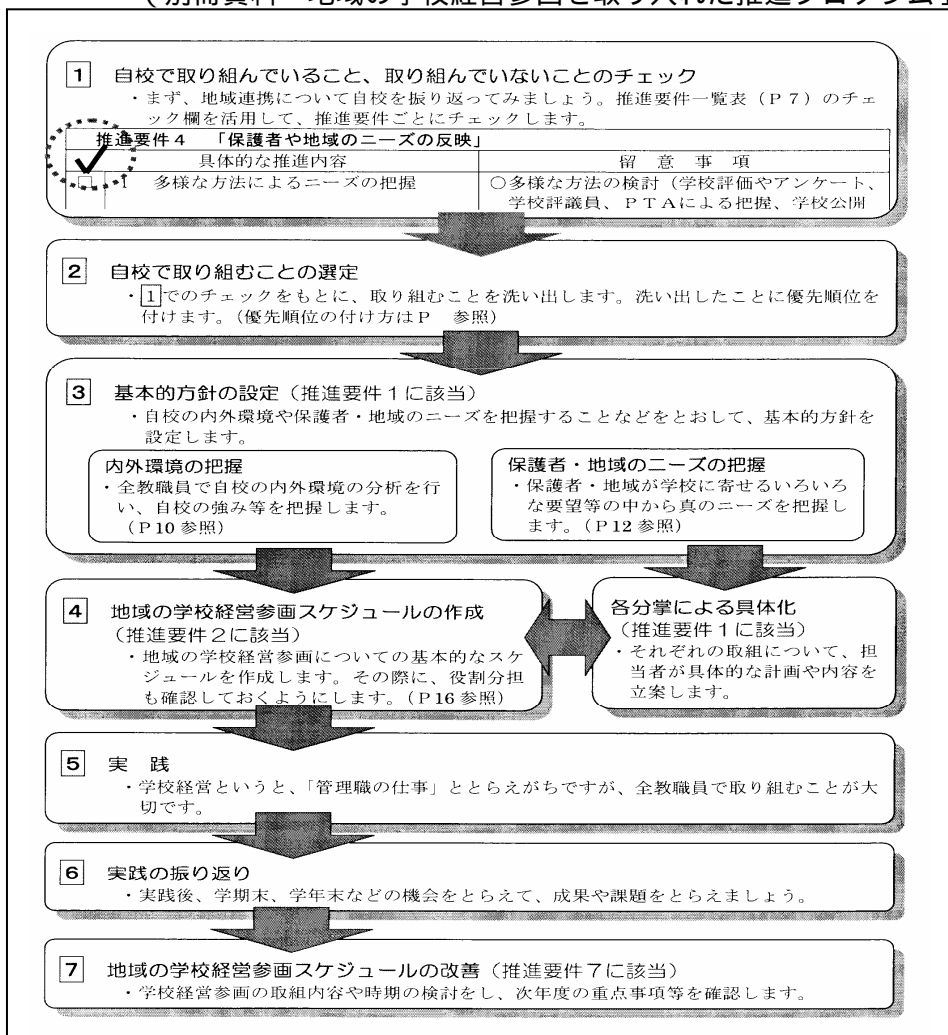 (別冊資料 地域の学校経営参画を取り入れた推進プログラム
1 自校で取り組んでいること、取り組んでいないことのチェック
・まず、地域連携について自校を振り返ってみましょう。推進要件一覧表（P7）のチェ
ック欄を活用して、推進要件ごとにチェックします。
推進要件4 「保護者や地域のニーズの反映」
具体的な推進内容 留意事項
1 多様な方法によるニーズの把握 ○多様な方法の検討（学校評価やアンケート、
学校評議員、PTAによる把握、学校公開
2 自校で取り組むことの選定
・1でのチェックをもとに、取り組むことを洗い出します。洗い出したことに優先順位を
付けます。(優先順位の付け方はP 参照)
3 基本的方針の設定（推進要件1に該当）
・自校の内外環境や保護者・地域のニーズを把握することなどをとおして、基本的方針を
設定します。
内外環境の把握
・全教職員で自校の内外環境の分析を行
い、自校の強み等を把握します。
（P10参照）
保護者・地域のニーズの把握
・保護者・地域が学校に寄せるいろいろ
な要望等の中から真のニーズを把握し
ます。（P12参照）
4 地域の学校経営参画スケジュールの作成
（推進要件2に該当）
・地域の学校経営参画についての基本的なスケ
ジュールを作成します。その際に、役割分担
も確認しておくようにします。（P16参照）
各分掌による具体化
（推進要件1に該当）
・それぞれの取組について、担
当者が具体的な計画や内容を
立案します。
5 実 践
・学校経営というと、「管理職の仕事」ととらえがちですが、全教職員で取り組むことが大
切です。
6 実践の振り返り
・実践後、学期末、学年末などの機会をとらえて、成果や課題をとらえましょう。
7 地域の学校経営参画スケジュールの改善（推進要件7に該当）
・学校経営参画の取組内容や時期の検討をし、次年度の重点事項等を確認します。